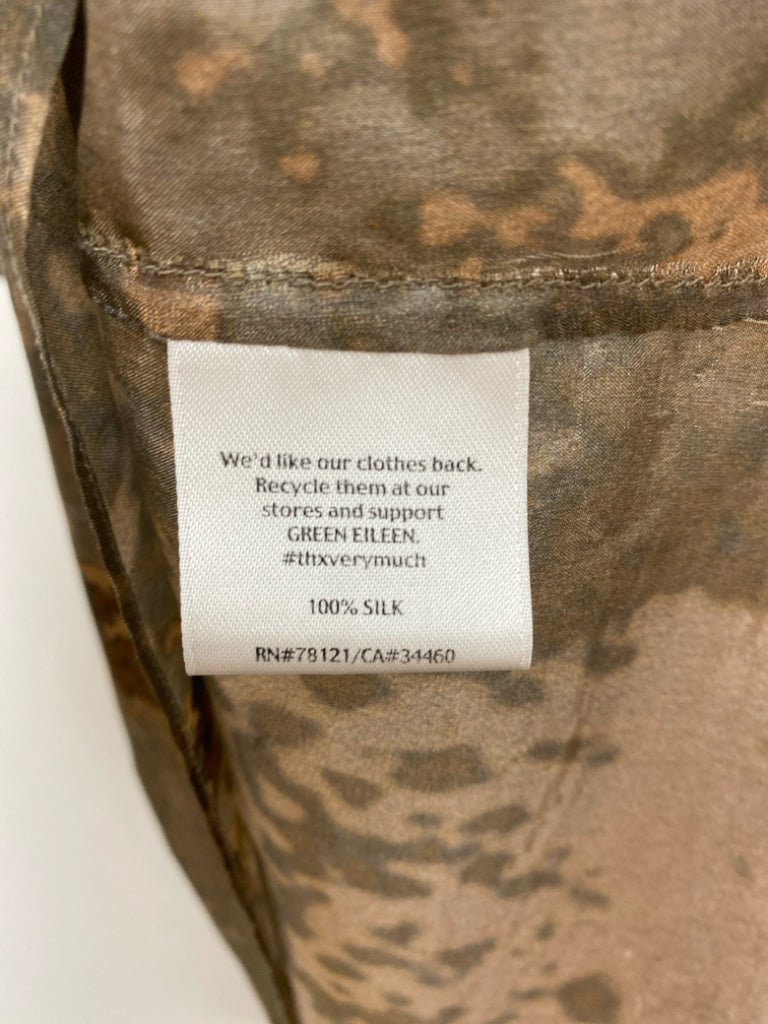 We'd like our clothes back.
Recycle them at our
stores and support
GREEN EILEEN.
#thxverymuch
100% SILK
RN#78121/CA#34460